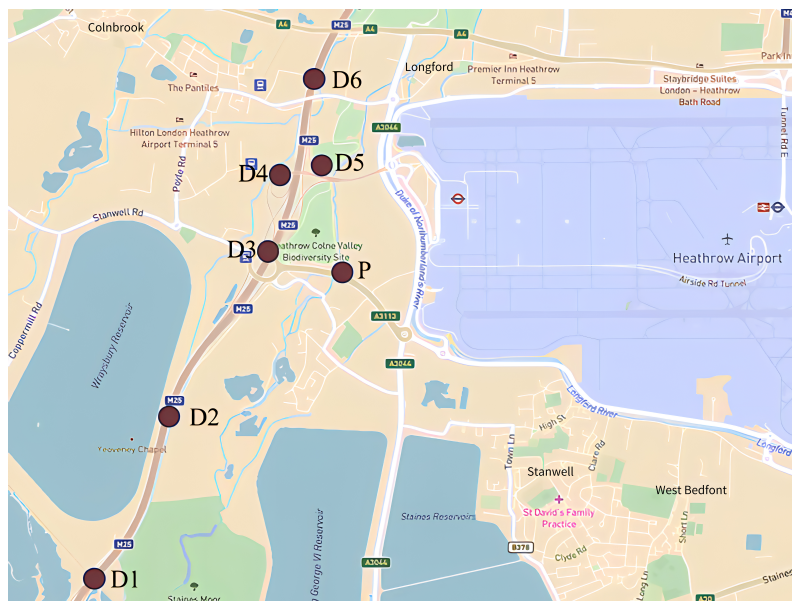 Colnbrook
A4
M25
A4
A4
M4
Longford
Premier Inn Heathrow
Terminal 5
Park In
D6
The Pantiles
Staybridge Suites
London – Heathrow
Bath Road
Hilton London Heathrow
Airport Terminal 5
A3044
Tunnel Rd E
M25
Poyle Rd
D4
D5
Duke of Northumberland's River
Stanwell Rd
M25
D3
eathrow Colne Valley
Biodiversity Site
P
Heathrow Airport
Airside Rd Tunnel
Coppermill Rd
Wraysbury Reservoir
M25
A3113
A3044
M25
D2
Longford River
High St
Longford
Yeoveney Chapel
Town Ln
Clare Rd
Stanwell
West Bedfont
St David's Family
Practice
Staines Reservoirs
Short Ln
g George VI Reservoir
M25
B378
Clyde Rd
A3044
D1
Long Ln
Staines
Staines Moor
A30